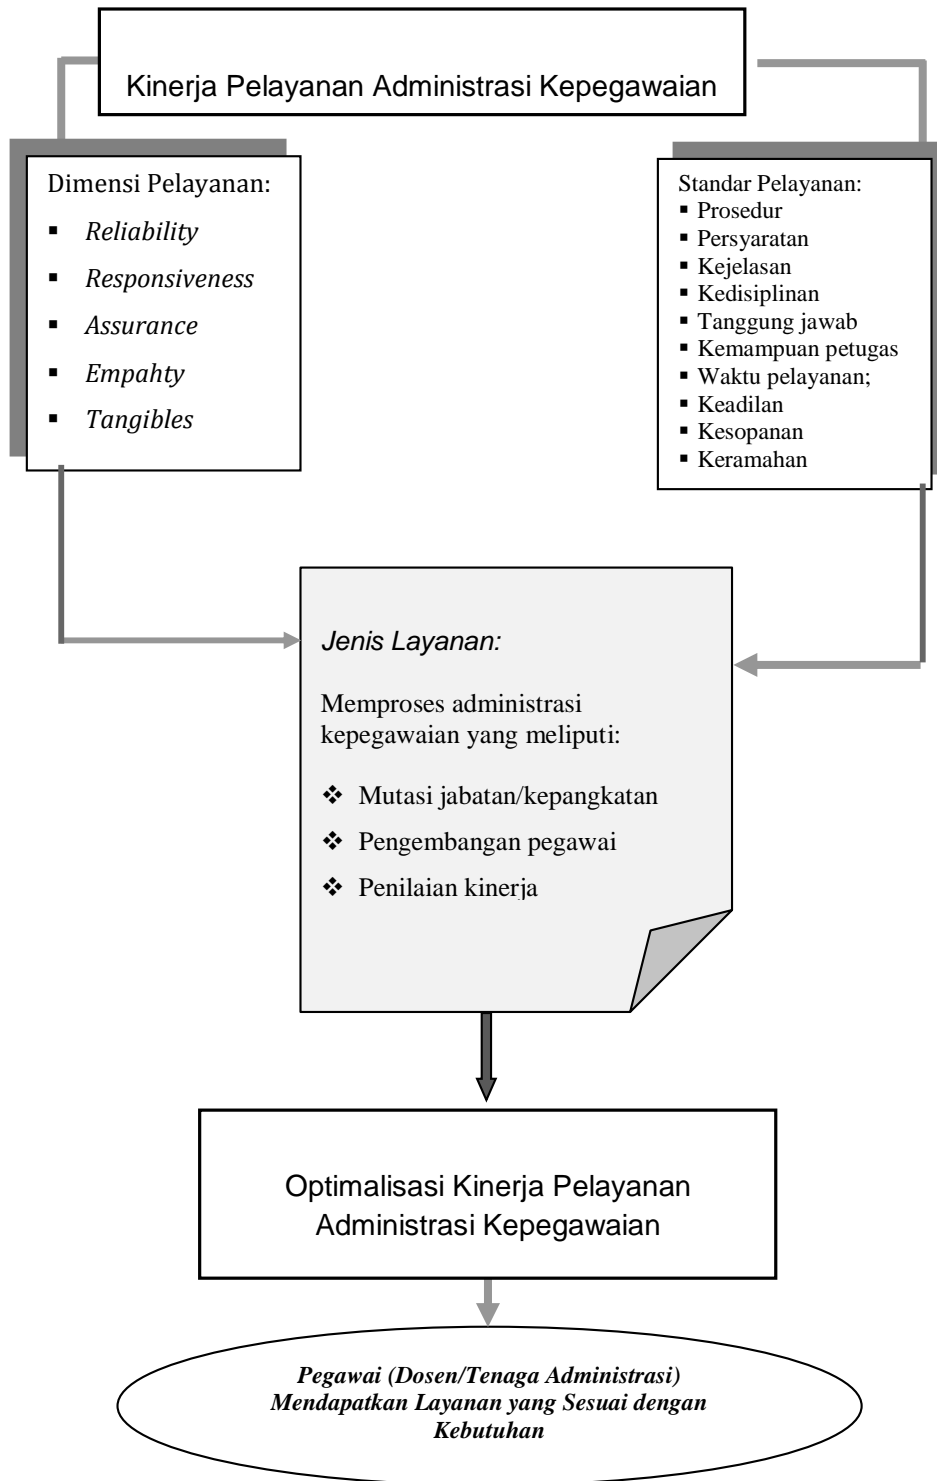 Kinerja Pelayanan Administrasi Kepegawaian
Dimensi Pelayanan:
▪ Reliability
▪ Responsiveness
▪ Assurance
▪ Empahty
▪ Tangibles
Standar Pelayanan:
▪ Prosedur
▪ Persyaratan
▪ Kejelasan
▪ Kedisiplinan
▪ Tanggung jawab
▪ Kemampuan petugas
▪ Waktu pelayanan;
▪ Keadilan
▪ Kesopanan
▪ Keramahan
Jenis Layanan:
Memproses administrasi
kepegawaian yang meliputi:
❖ Mutasi jabatan/kepangkatan
❖ Pengembangan pegawai
❖ Penilaian kinerja
Optimalisasi Kinerja Pelayanan
Administrasi Kepegawaian
Pegawai (Dosen/Tenaga Administrasi)
Mendapatkan Layanan yang Sesuai dengan
Kebutuhan